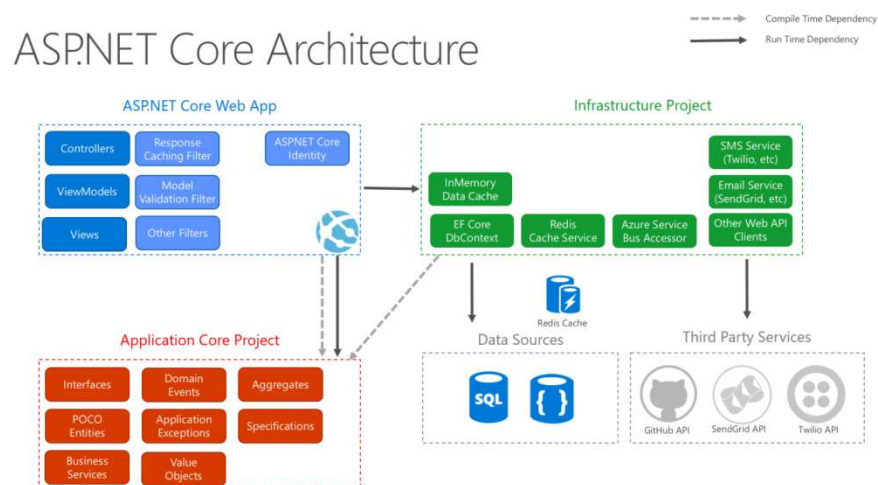 Compile Time Dependency
Run Time Dependency
ASP.NET Core Architecture
ASP.NET Core Web App
Infrastructure Project
Controllers
Response
Caching Filter
ASP.NET Core
Identity
ViewModels
Model
Validation Filter
Views
Other Filters
InMemory
Data Cache
EF Core
DbContext
Redis
Cache Service
Azure Service
Bus Accessor
SMS Service
(Twilio, etc)
Email Service
(SendGrid, etc)
Other Web API
Clients
Redis Cache
Application Core Project
Interfaces
Domain
Events
Aggregates
POCO
Entities
Application
Exceptions
Specifications
Business
Services
Value
Objects
Data Sources
SQL
{ }
Third Party Services
GitHub API
SendGrid API
Twilio API